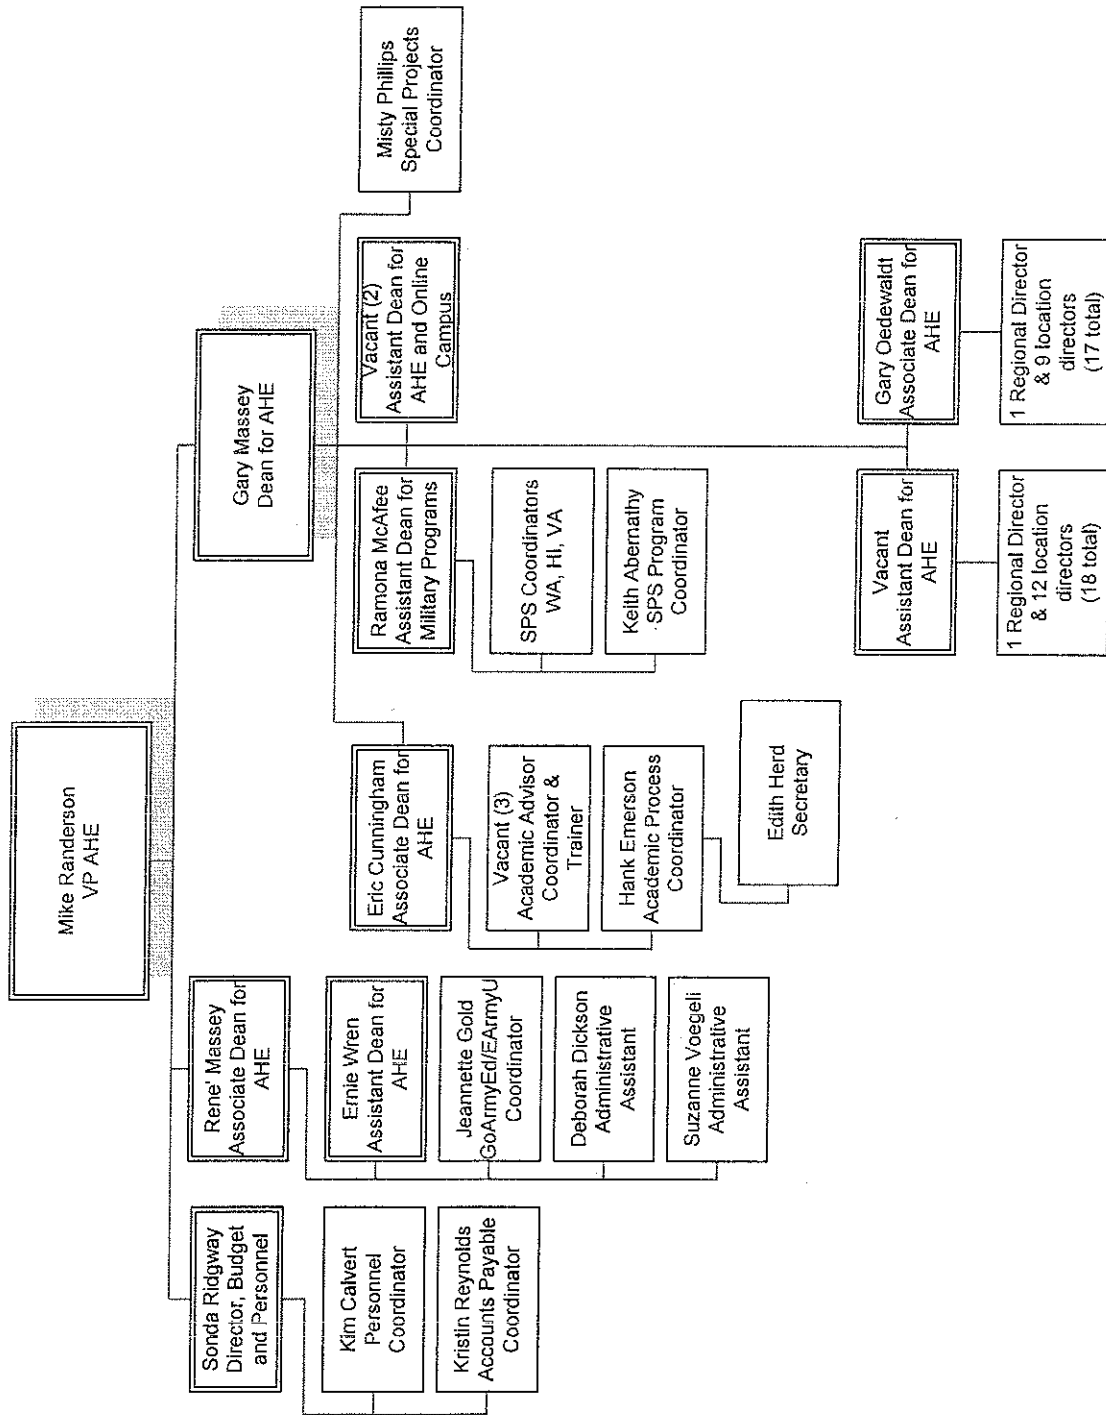 Mike Randerson
VP AHE
Sonda Ridgway
Director, Budget
and Personnel
Kim Calvert
Personnel
Coordinator
Kristin Reynolds
Accounts Payable
Coordinator
Rene' Massey
Associate Dean for
AHE
Ernie Wren
Assistant Dean for
AHE
Jeannette Gold
GoArmyEd/EArmyU
Coordinator
Deborah Dickson
Administrative
Assistant
Suzanne Voegeli
Administrative
Assistant
Gary Massey
Dean for AHE
Eric Cunningham
Associate Dean for
AHE
Vacant (3)
Academic Advisor
Coordinator &
Trainer
Hank Emerson
Academic Process
Coordinator
Edith Herd
Secretary
Ramona McAfee
Assistant Dean for
Military Programs
SPS Coordinators
WA, HI, VA
Keith Abernathy
SPS Program
Coordinator
Vacant (2)
Assistant Dean for
AHE and Online
Campus
Misty Phillips
Special Projects
Coordinator
Vacant
Assistant Dean for
AHE
1 Regional Director
& 12 location
directors
(18 total)
Gary Oedewaldt
Associate Dean for
AHE
1 Regional Director
& 9 location
directors
(17 total)